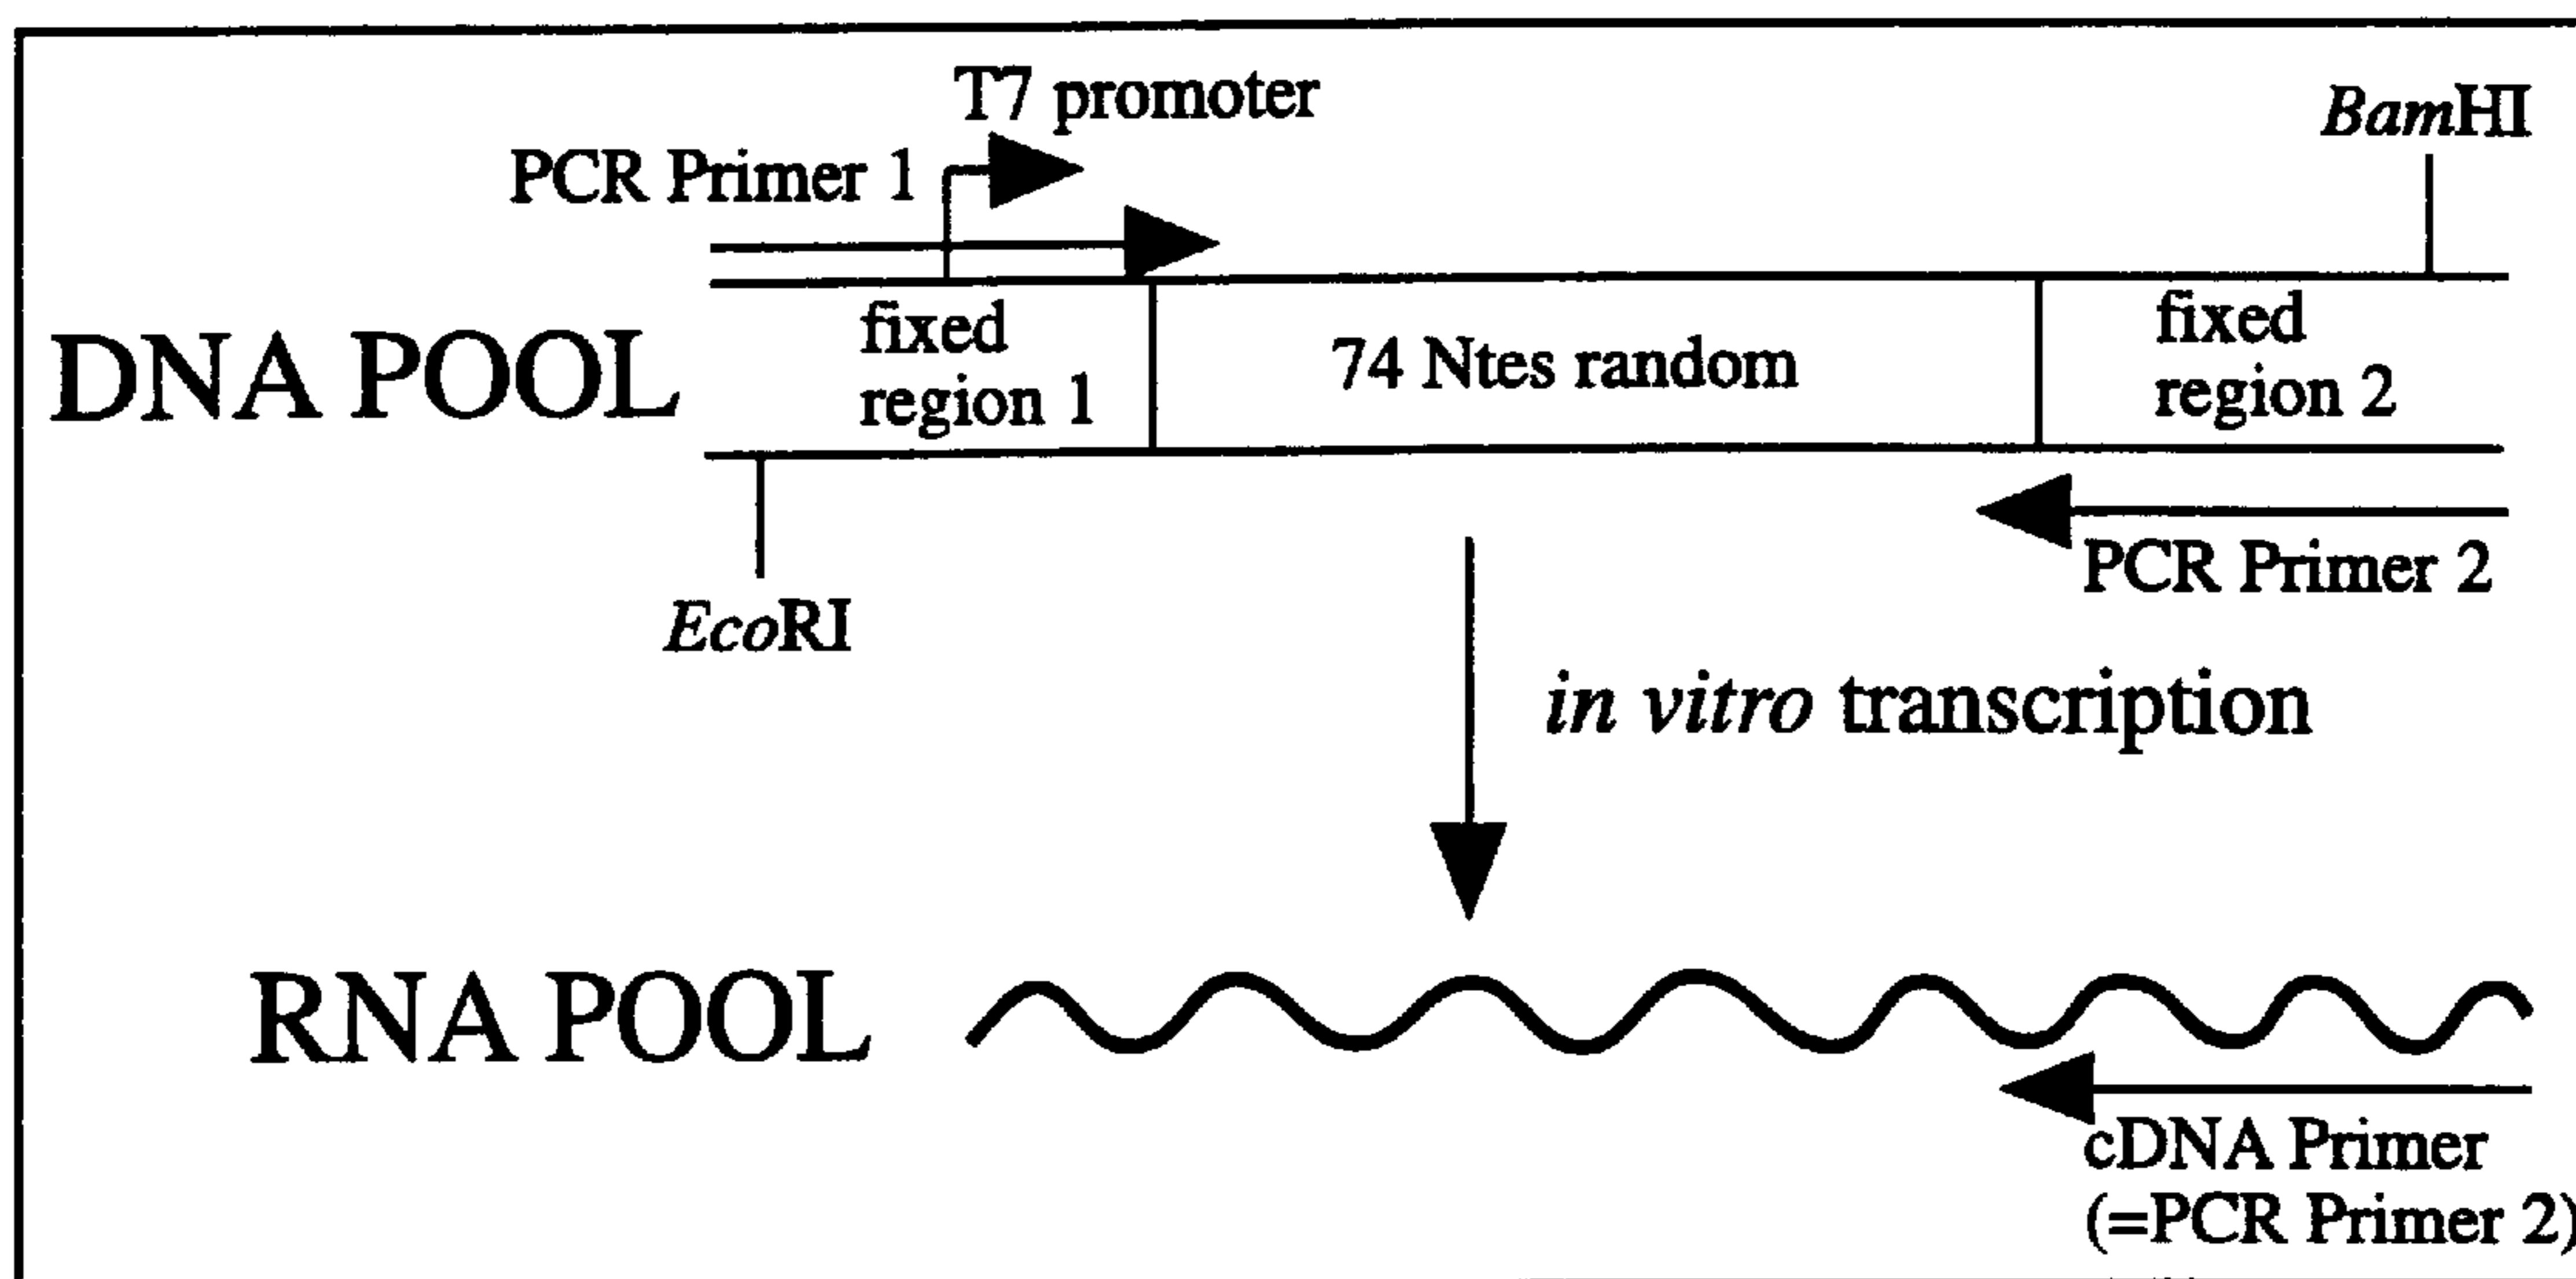 T7 promoter
BamHI
PCR Primer 1
DNA POOL
fixed
region 1
74 Ntes random
fixed
region 2
PCR Primer 2
EcoRI
in vitro transcription
RNA POOL
cDNA Primer
(=PCR Primer 2)